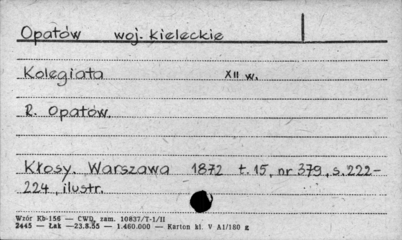 Opatów woj. kieleckie
Kolegiata XII w.
R. Opatów.
Kłosy. Warszawa 1872 t. 15, nr 379, s. 222-
224, ilustr.
Wzór Kb-156 — CWD, zam. 10837/T-1/II
2445 — Łak — 23.8.55 — 1.460.000 — Karton kl. V A1/180 g